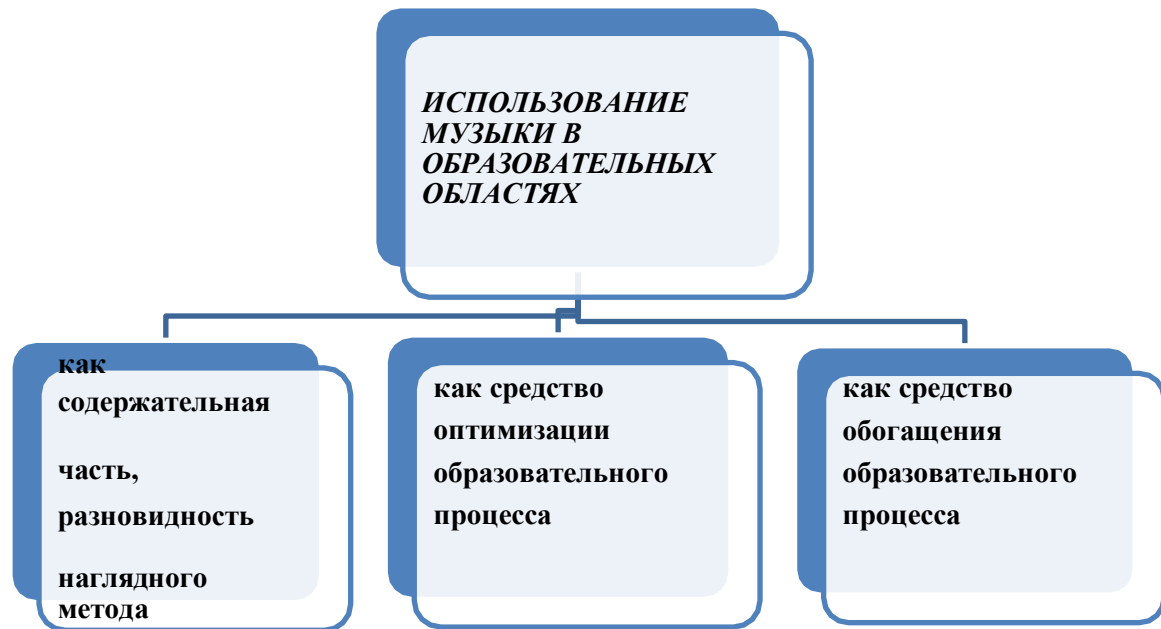 ИСПОЛЬЗОВАНИЕ
МУЗЫКИ В
ОБРАЗОВАТЕЛЬНЫХ
ОБЛАСТЯХ
как
содержательная
часть,
разновидность
наглядного
метода
как средство
оптимизации
образовательного
процесса
как средство
обогащения
образовательного
процесса